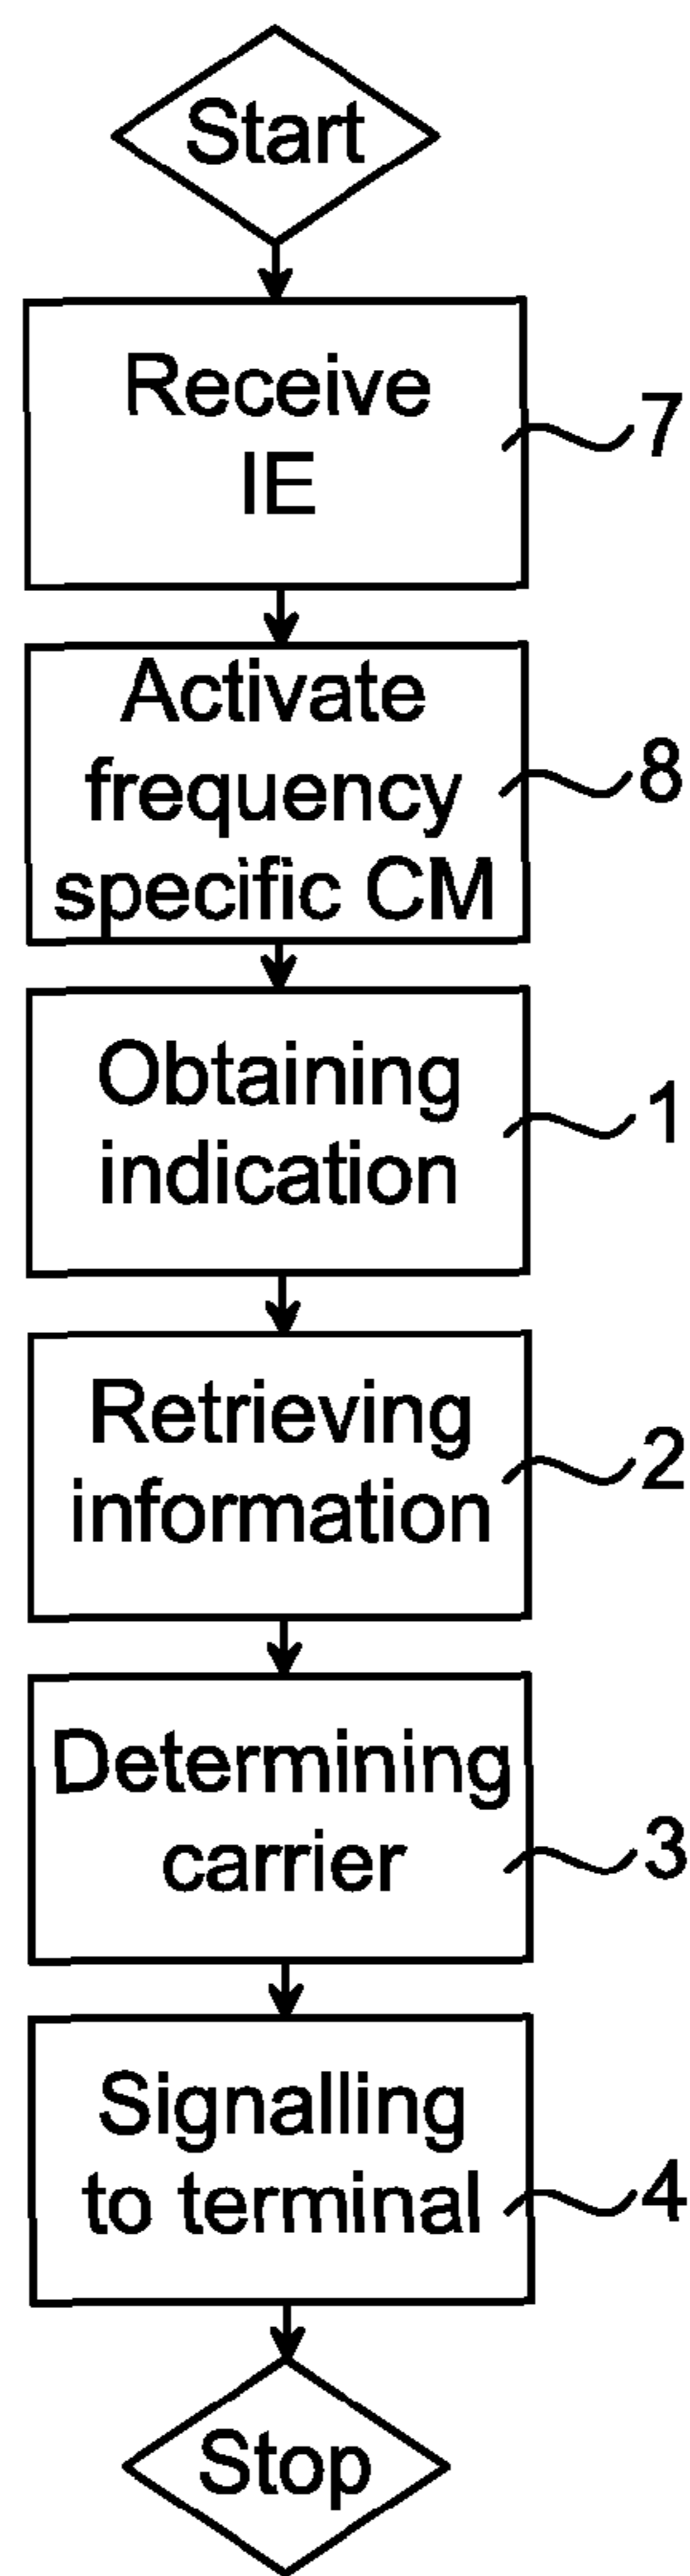 Start
Receive
IE
7
Activate
frequency
specific CM
8
Obtaining
indication
1
Retrieving
information
2
Determining
carrier
3
Signalling
to terminal
4
Stop